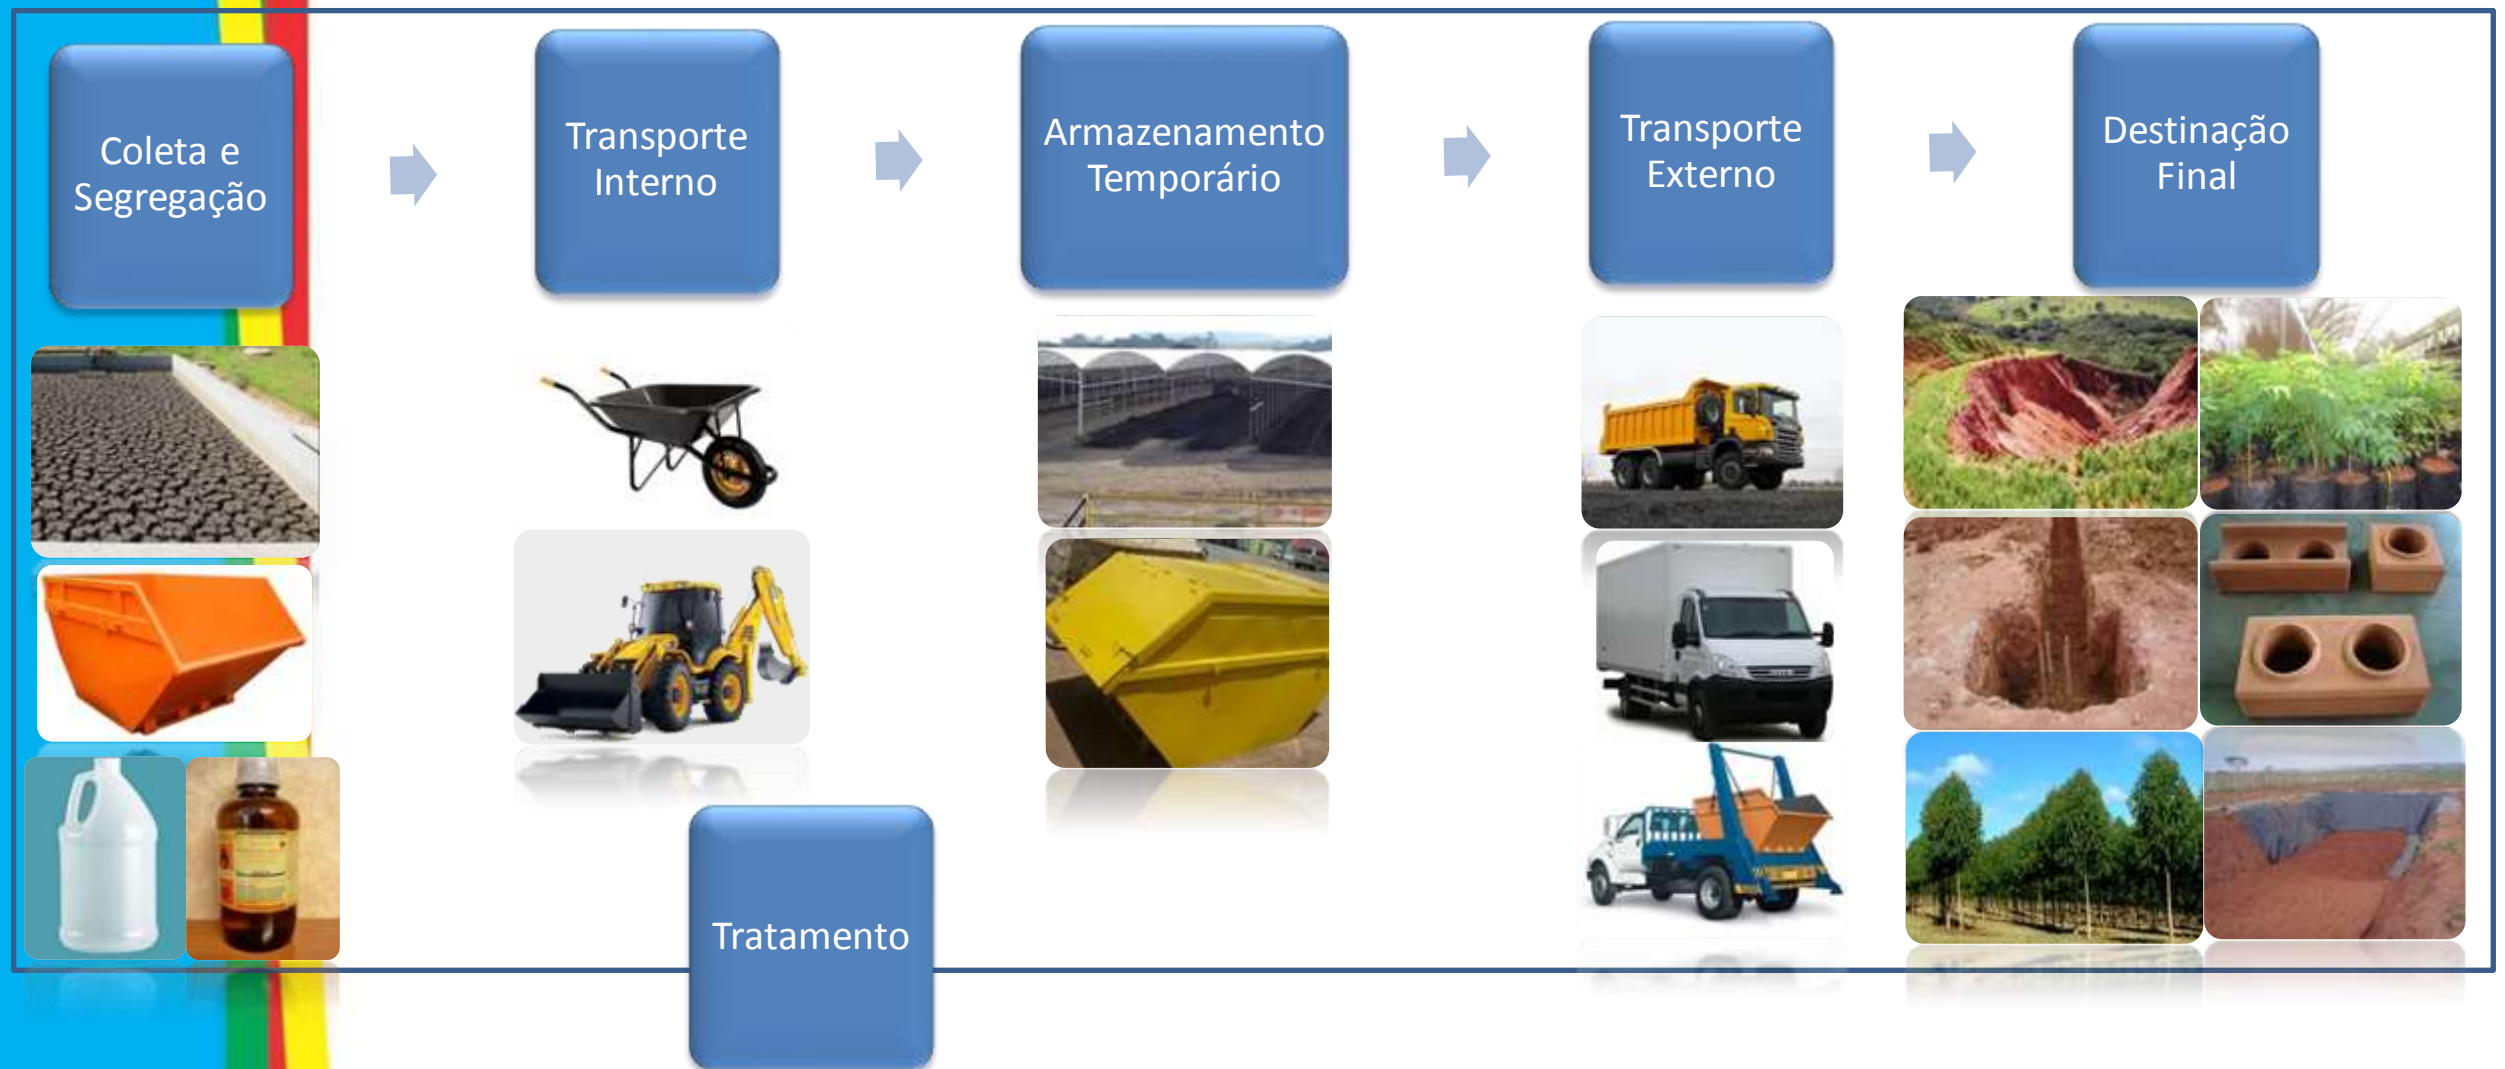 Coleta e
Segregação
Transporte
Interno
Armazenamento
Temporário
Transporte
Externo
Destinação
Final
Tratamento